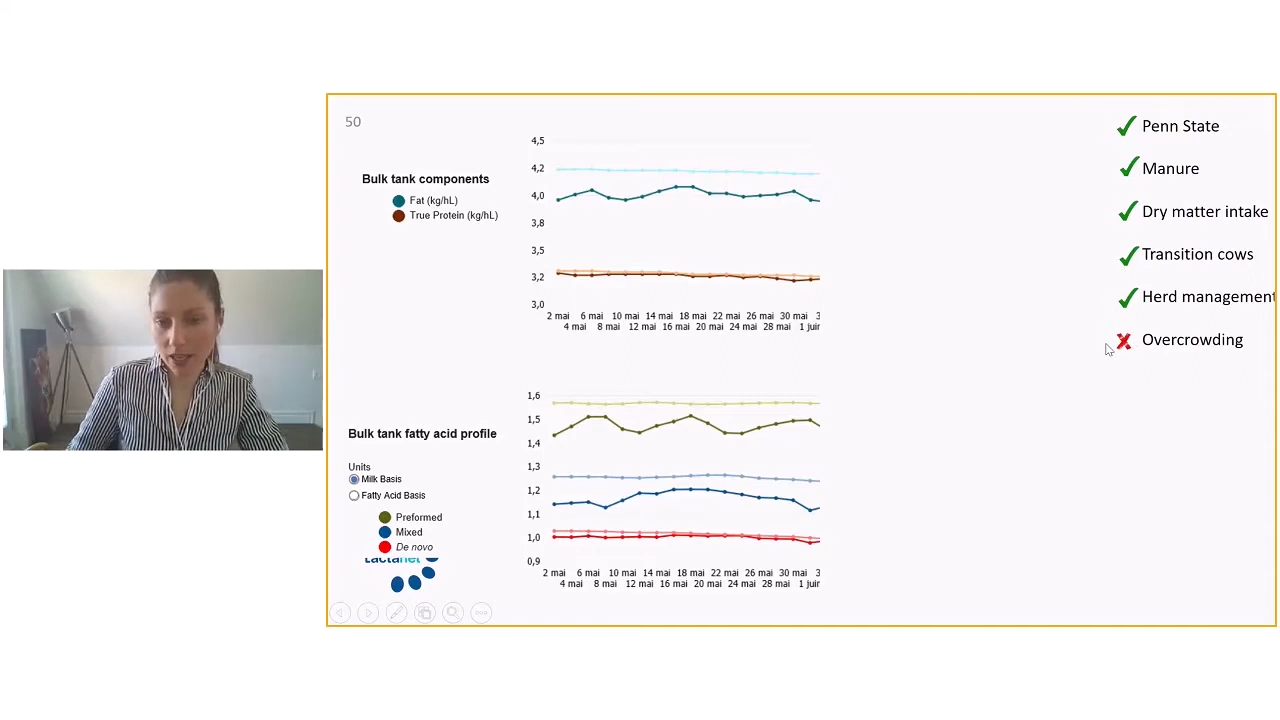 50
Bulk tank components
Fat (kg/hL)
True Protein (kg/hL)
4,5
4,2
4,0
3,8
3,5
3,2
3,0
2 mai 6 mai 10 mai 14 mai 18 mai 22 mai 26 mai 30 mai 3
4 mai 8 mai 12 mai 16 mai 20 mai 24 mai 28 mai 1 juin
Bulk tank fatty acid profile
Units
Milk Basis
Fatty Acid Basis
Preformed
Mixed
De novo
Lactanet
1,6
1,5
1,4
1,3
1,2
1,1
1,0
0,9
2 mai 6 mai 10 mai 14 mai 18 mai 22 mai 26 mai 30 mai 3
4 mai 8 mai 12 mai 16 mai 20 mai 24 mai 28 mai 1 juin
Penn State
Manure
Dry matter intake
Transition cows
Herd management
Overcrowding